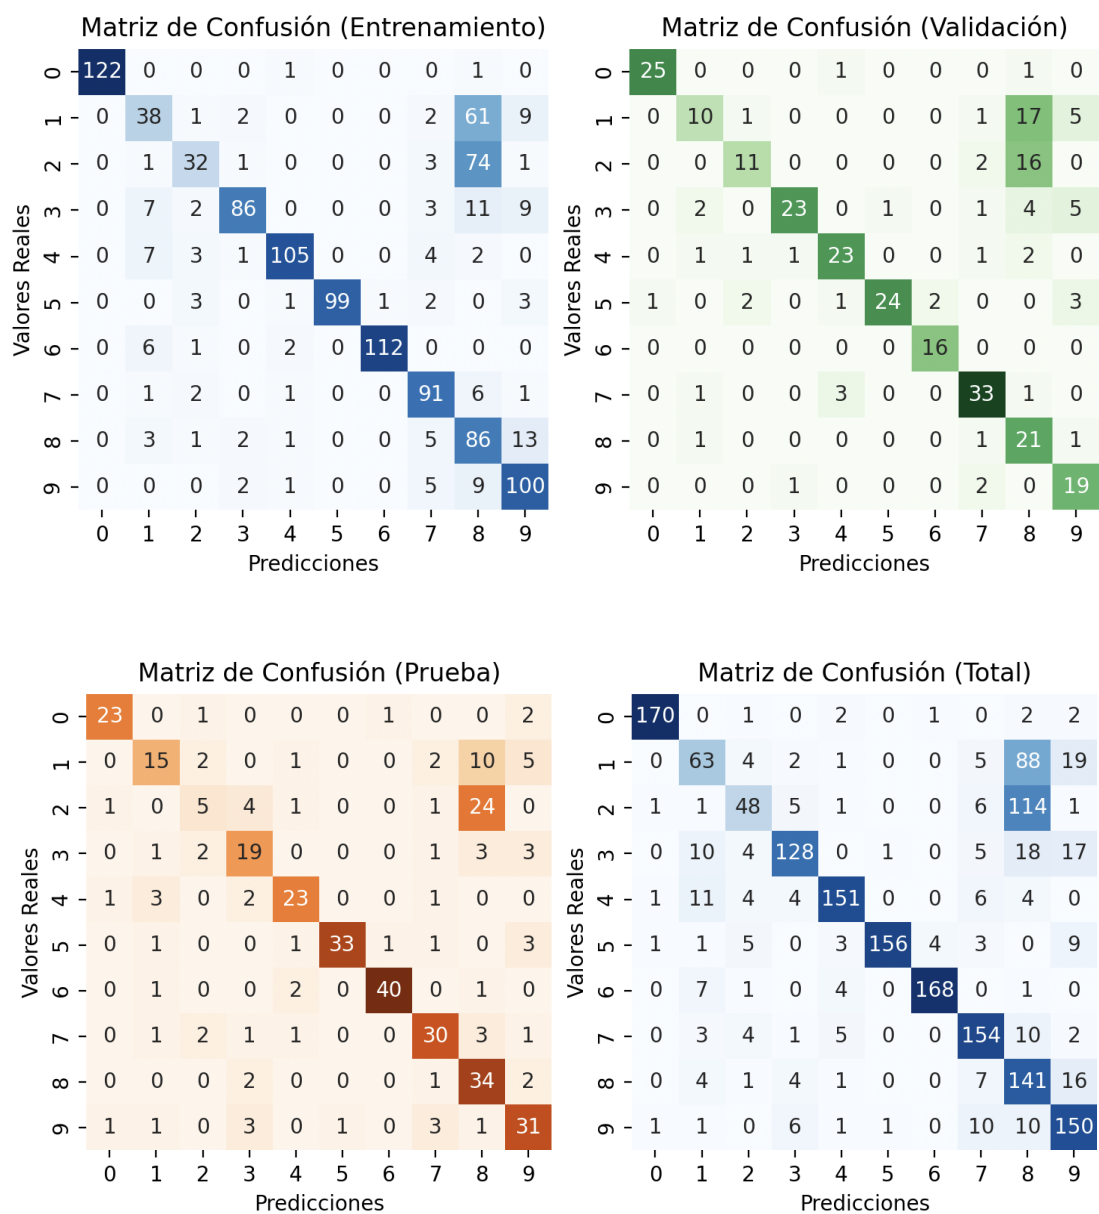 Matriz de Confusión (Entrenamiento)
Valores Reales
0 122 0 0 0 1 0 0 0 1 0
1 0 38 1 2 0 0 0 2 61 9
2 0 1 32 1 0 0 0 3 74 1
3 0 7 2 86 0 0 0 3 11 9
4 0 7 3 1 105 0 0 4 2 0
5 0 0 3 0 1 99 1 2 0 3
6 0 6 1 0 2 112 0 0 0
7 0 1 2 0 1 0 0 91 6 1
8 0 3 1 2 1 0 0 5 86 13
9 0 0 0 2 1 0 0 5 9 100
0 1 2 3 4 5 6 7 8 9
Predicciones
Matriz de Confusión (Validación)
Valores Reales
0 25 0 0 0 1 0 0 0 1 0
1 0 10 1 0 0 0 0 1 17 5
2 0 0 11 0 0 0 0 2 16 0
3 0 2 0 23 0 1 0 1 4 5
4 0 1 1 1 23 0 0 1 2 0
5 1 0 2 0 1 24 2 0 0 3
6 0 0 0 0 0 0 16 0 0 0
7 0 1 0 0 3 0 0 33 1 0
8 0 1 0 0 0 0 0 1 21 1
9 0 0 0 1 0 0 0 2 0 19
0 1 2 3 4 5 6 7 8 9
Predicciones
Matriz de Confusión (Prueba)
Valores Reales
0 23 0 1 0 0 0 1 0 0 2
1 0 15 2 0 1 0 0 2 10 5
2 1 0 5 4 1 0 0 1 24 0
3 0 1 2 19 0 0 0 1 3 3
4 1 3 0 2 23 0 0 1 0 0
5 0 1 0 0 1 33 1 1 0 3
6 0 1 0 0 2 0 40 0 1 0
7 0 1 2 1 1 0 0 30 3 1
8 0 0 0 2 0 0 0 1 34 2
9 1 1 0 3 0 1 0 3 1 31
0 1 2 3 4 5 6 7 8 9
Predicciones
Matriz de Confusión (Total)
Valores Reales
0 170 0 1 0 2 0 1 0 2 2
1 0 63 4 2 1 0 0 5 88 19
2 1 1 48 5 1 0 0 6 114 1
3 0 10 4 128 0 1 0 5 18 17
4 1 11 4 4 151 0 0 6 4 0
5 1 1 5 0 3 156 4 3 0 9
6 0 7 1 0 4 0 168 0 1 0
7 0 3 4 1 5 0 0 154 10 2
8 0 4 1 4 1 0 0 7 141 16
9 1 1 0 6 1 1 0 10 10 150
0 1 2 3 4 5 6 7 8 9
Predicciones